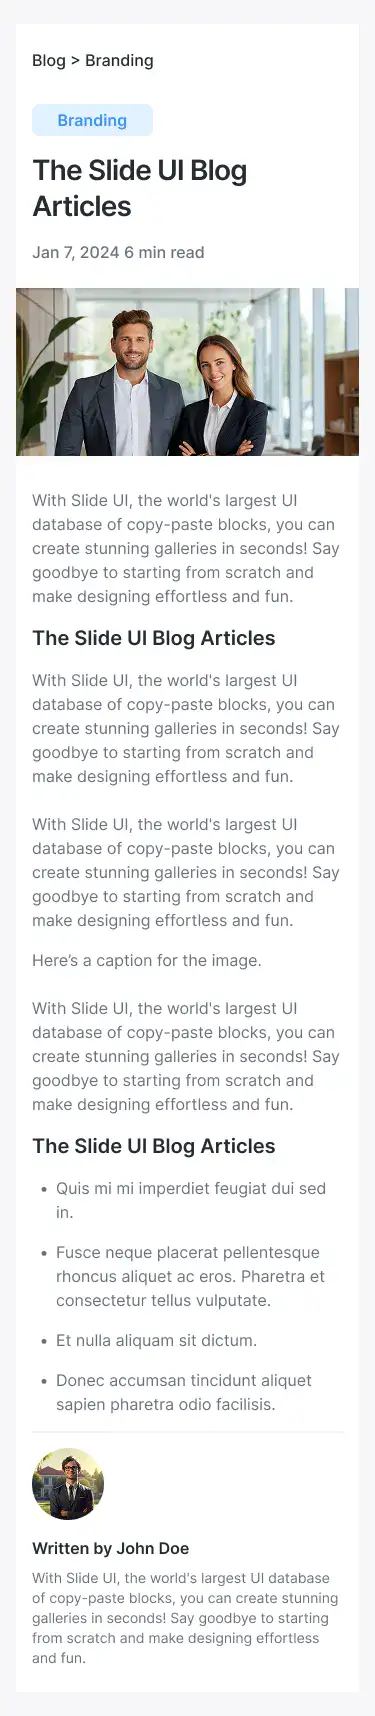 Blog > Branding
Branding
The Slide UI Blog
Articles
Jan 7, 2024 6 min read
With Slide UI, the world's largest UI
database of copy-paste blocks, you can
create stunning galleries in seconds! Say
goodbye to starting from scratch and
make designing effortless and fun.
The Slide UI Blog Articles
With Slide UI, the world's largest UI
database of copy-paste blocks, you can
create stunning galleries in seconds! Say
goodbye to starting from scratch and
make designing effortless and fun.
With Slide UI, the world's largest UI
database of copy-paste blocks, you can
create stunning galleries in seconds! Say
goodbye to starting from scratch and
make designing effortless and fun.
Here’s a caption for the image.
With Slide UI, the world's largest UI
database of copy-paste blocks, you can
create stunning galleries in seconds! Say
goodbye to starting from scratch and
make designing effortless and fun.
The Slide UI Blog Articles
• Quis mi mi imperdiet feugiat dui sed
in.
• Fusce neque placerat pellentesque
rhoncus aliquet ac eros. Pharetra et
consectetur tellus vulputate.
• Et nulla aliquam sit dictum.
• Donec accumsan tincidunt aliquet
sapien pharetra odio facilisis.
Written by John Doe
With Slide UI, the world's largest UI database
of copy-paste blocks, you can create stunning
galleries in seconds! Say goodbye to starting
from scratch and make designing effortless
and fun.